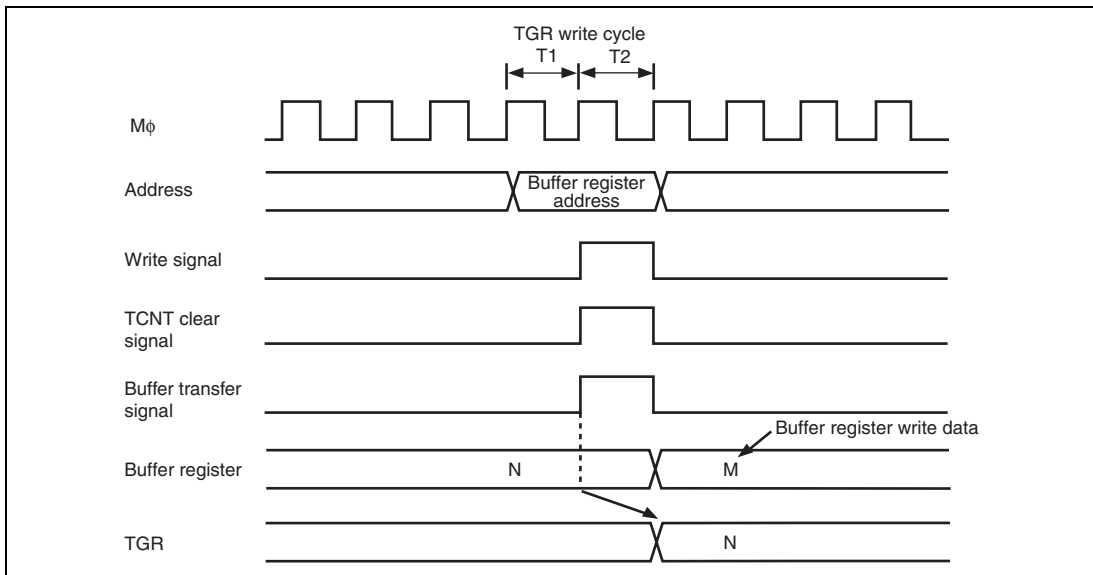 TGR write cycle
T1 T2
Mϕ
Address
Buffer register
address
Write signal
TCNT clear
signal
Buffer transfer
signal
Buffer register write data
Buffer register
N M
TGR
N